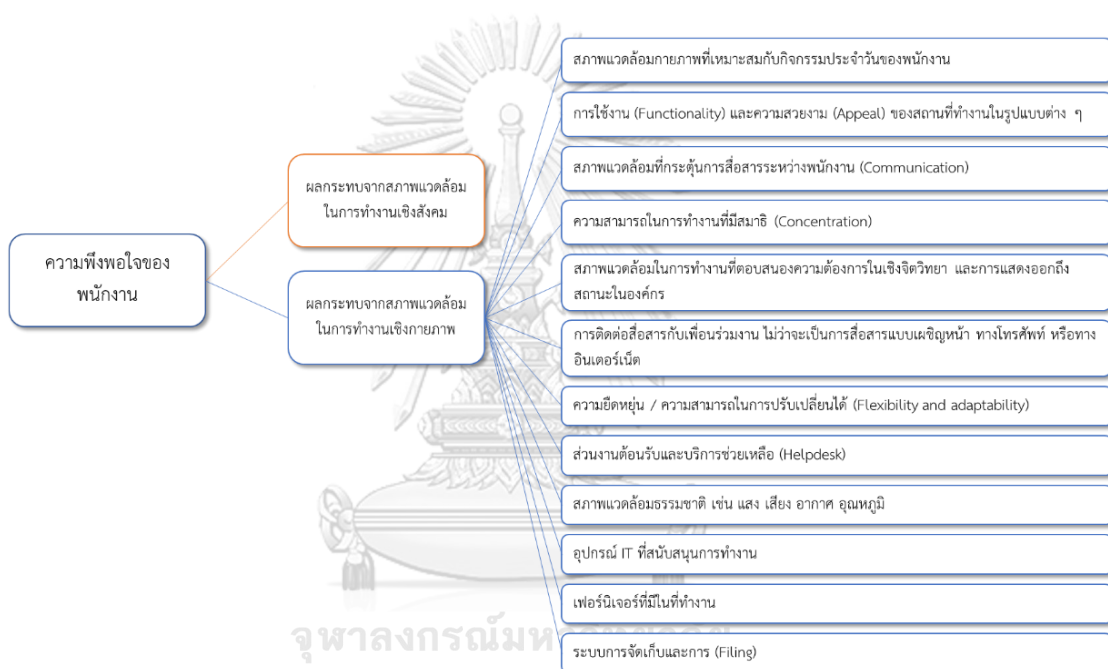 ความพึงพอใจของ
พนักงาน
ผลกระทบจากสภาพแวดล้อม
ในการทำงานเชิงสังคม
ผลกระทบจากสภาพแวดล้อม
ในการทำงานเชิงกายภาพ
สภาพแวดล้อมกายภาพที่เหมาะสมกับกิจกรรมประจำวันของพนักงาน
การใช้งาน (Functionality) และความสวยงาม (Appeal) ของสถานที่ทำงานในรูปแบบต่าง ๆ
สภาพแวดล้อมที่กระตุ้นการสื่อสารระหว่างพนักงาน (Communication)
ความสามารถในการทำงานที่มีสมาธิ (Concentration)
สภาพแวดล้อมในการทำงานที่ตอบสนองความต้องการในเชิงจิตวิทยา และการแสดงออกถึง
สถานะในองค์กร
การติดต่อสื่อสารกับเพื่อนร่วมงาน ไม่ว่าจะเป็นการสื่อสารแบบเผชิญหน้า ทางโทรศัพท์ หรือทาง
อินเตอร์เน็ต
ความยืดหยุ่น / ความสามารถในการปรับเปลี่ยนได้ (Flexibility and adaptability)
ส่วนงานต้อนรับและบริการช่วยเหลือ (Helpdesk)
สภาพแวดล้อมธรรมชาติ เช่น แสง เสียง อากาศ อุณหภูมิ
อุปกรณ์ IT ที่สนับสนุนการทำงาน
เฟอร์นิเจอร์ที่มีในที่ทำงาน
ระบบการจัดเก็บและการ (Filing)